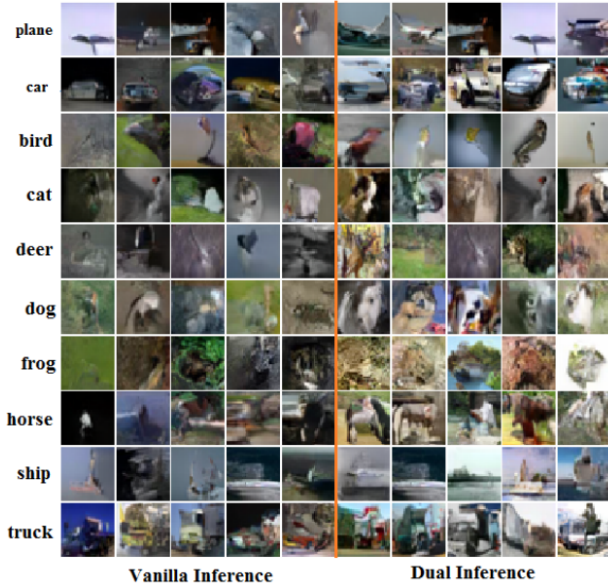 plane
car
bird
cat
deer
dog
frog
horse
ship
truck
Vanilla Inference
Dual Inference